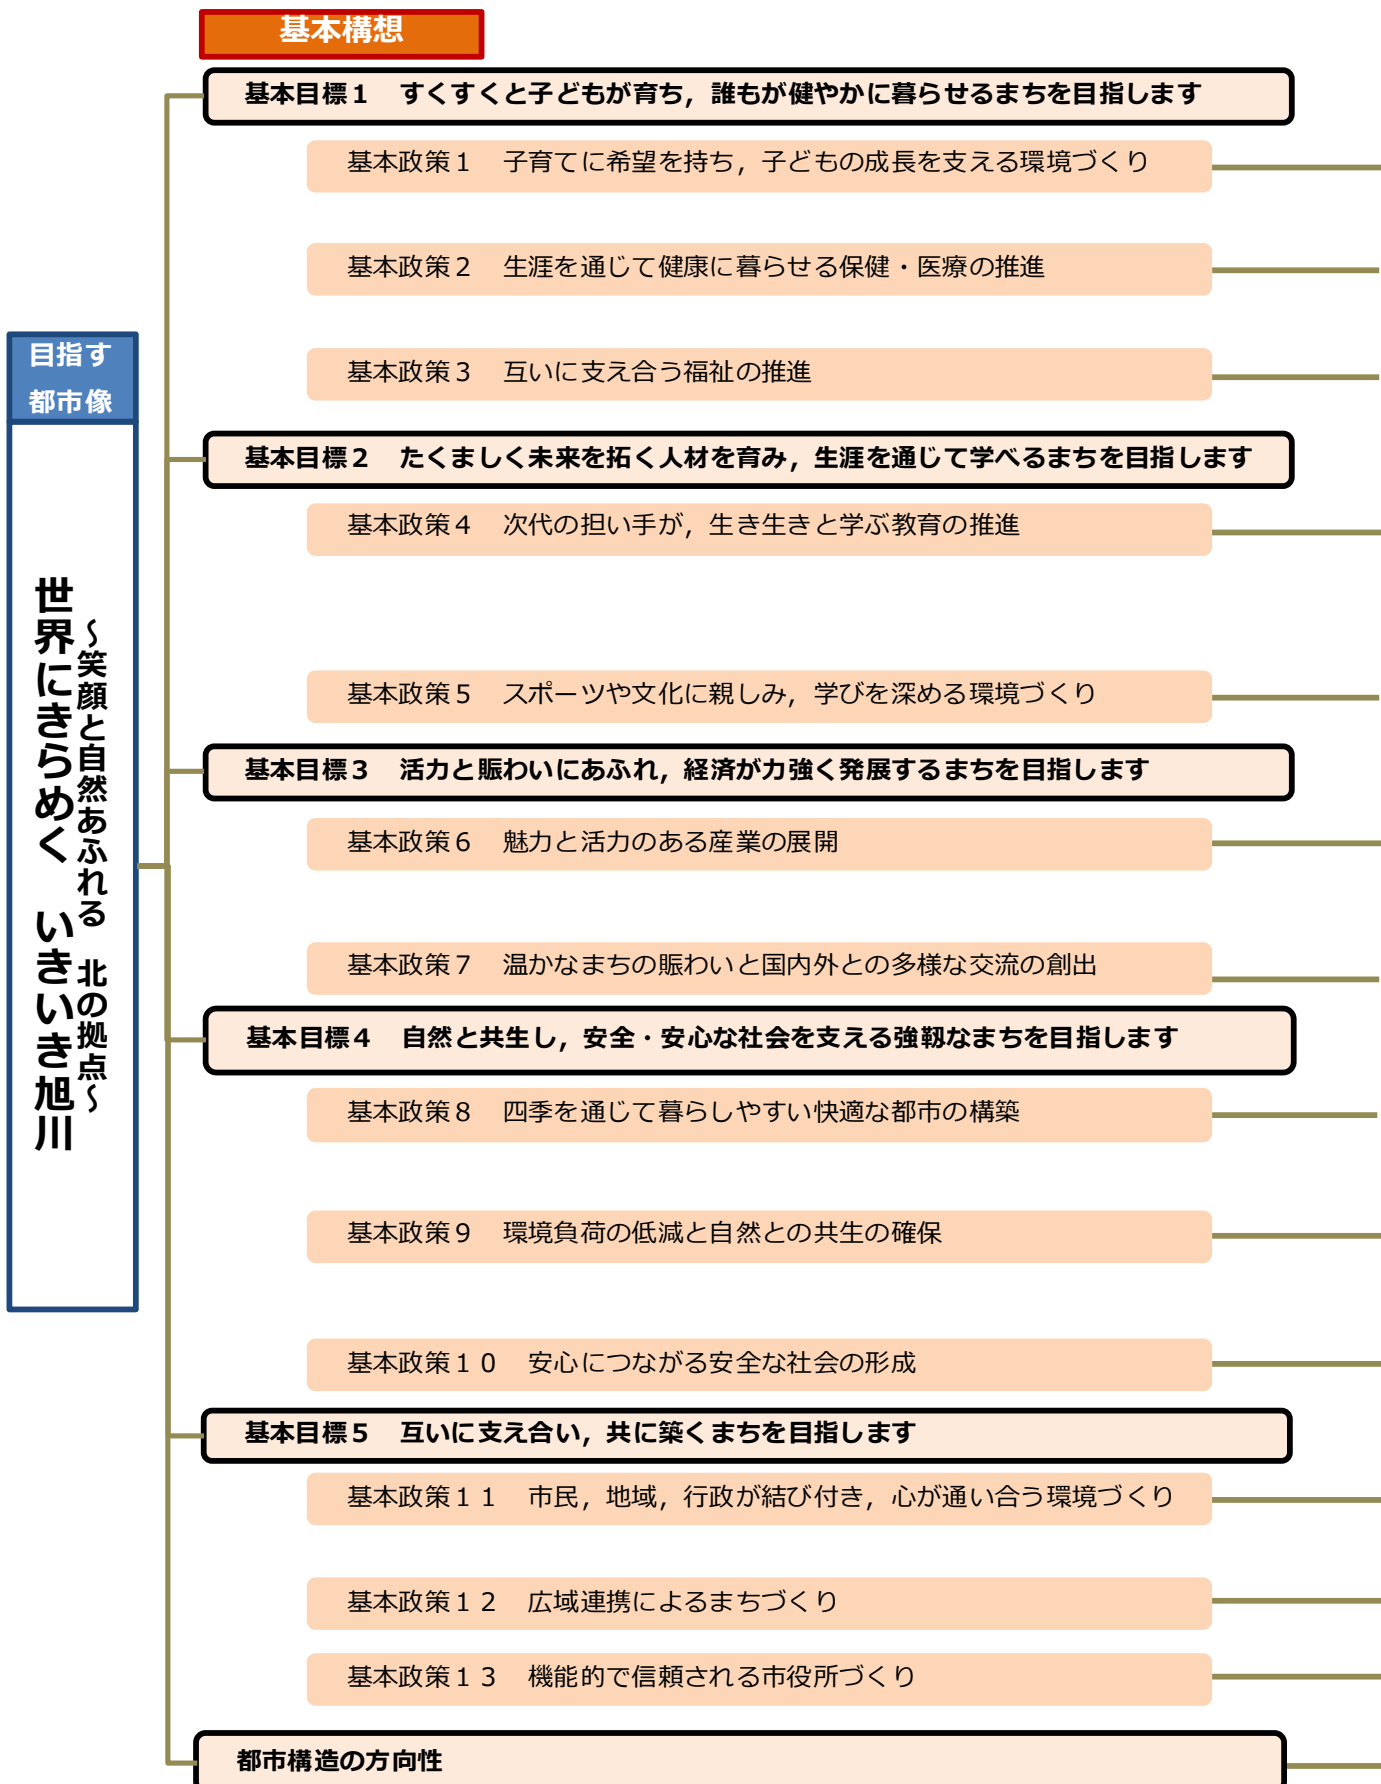 基本構想
基本目標１　すくすくと子どもが育ち，誰もが健やかに暮らせるまちを目指します
基本政策１　子育てに希望を持ち，子どもの成長を支える環境づくり
基本政策２　生涯を通じて健康に暮らせる保健・医療の推進
基本政策３　互いに支え合う福祉の推進
目指す
都市像
世界にきらめく　いきいき旭川
～笑顔と自然あふれる　北の拠点～
基本目標２　たくましく未来を拓く人材を育み，生涯を通じて学べるまちを目指します
基本政策４　次代の担い手が，生き生きと学ぶ教育の推進
基本政策５　スポーツや文化に親しみ，学びを深める環境づくり
基本目標３　活力と賑わいにあふれ，経済が力強く発展するまちを目指します
基本政策６　魅力と活力のある産業の展開
基本政策７　温かなまちの賑わいと国内外との多様な交流の創出
基本目標４　自然と共生し，安全・安心な社会を支える強靱なまちを目指します
基本政策８　四季を通じて暮らしやすい快適な都市の構築
基本政策９　環境負荷の低減と自然との共生の確保
基本政策１０　安心につながる安全な社会の形成
基本目標５　互いに支え合い，共に築くまちを目指します
基本政策１１　市民，地域，行政が結び付き，心が通い合う環境づくり
基本政策１２　広域連携によるまちづくり
基本政策１３　機能的で信頼される市役所づくり
都市構造の方向性